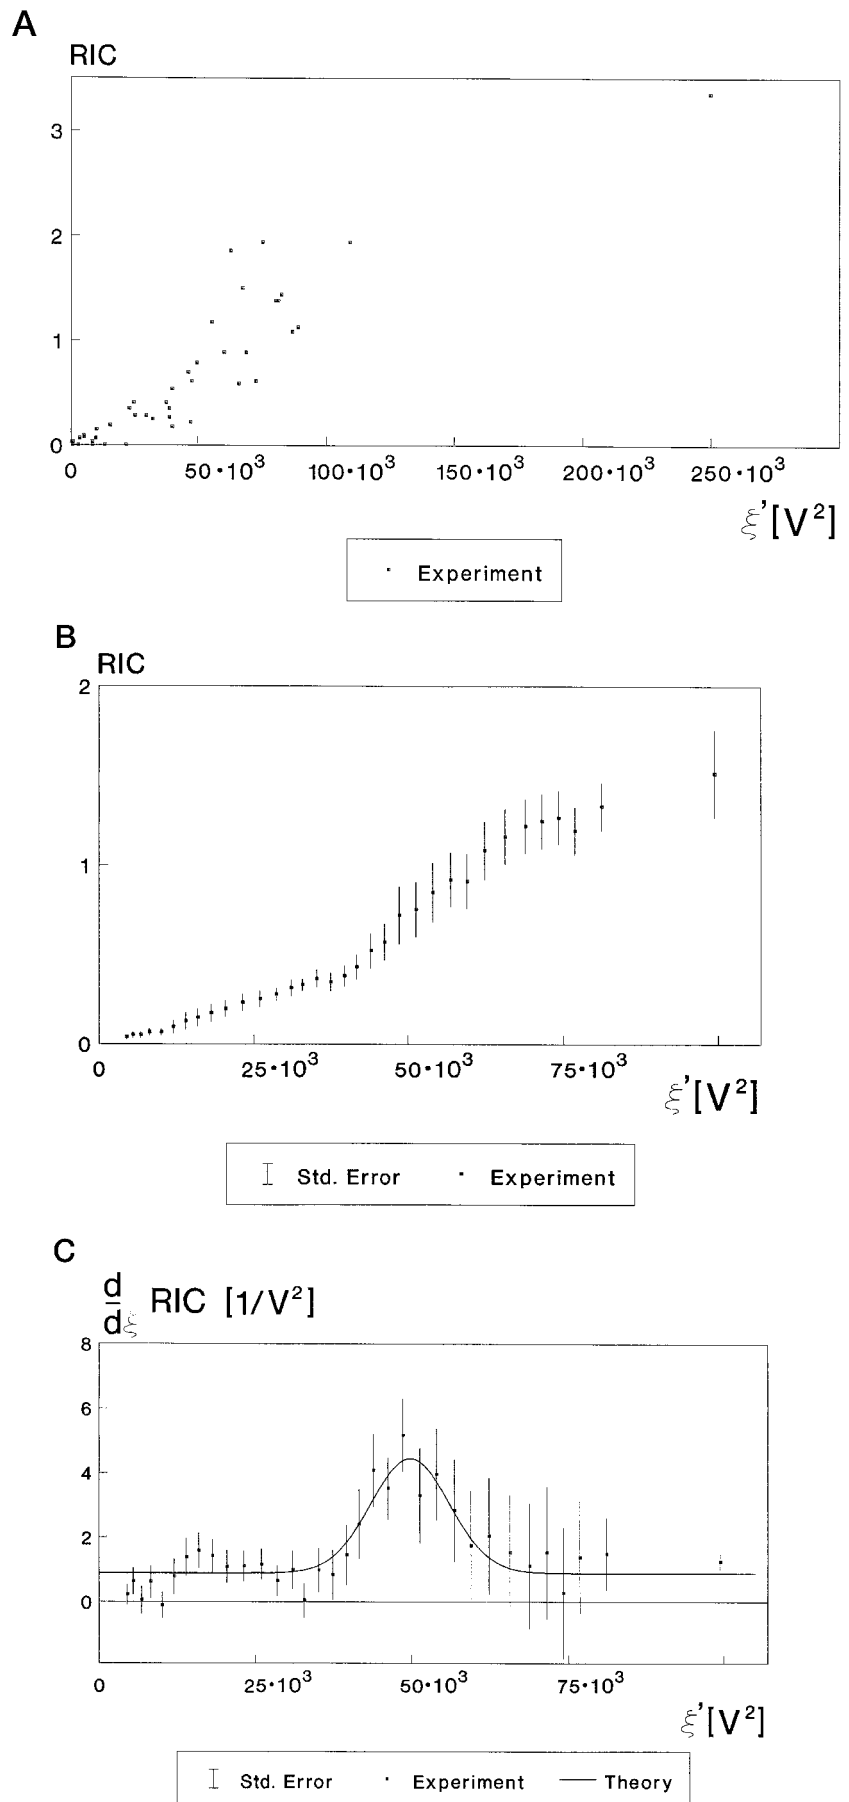 A
RIC
3
2
1
0
0 50·10³ 100·10³ 150·10³ 200·10³ 250·10³
ξ'[V²]
Experiment
B
RIC
2
1
0
0 25·10³ 50·10³ 75·10³
ξ'[V²]
Std. Error Experiment
C
d
dξ
RIC [1/V²]
8
6
4
2
0
0 25·10³ 50·10³ 75·10³
ξ'[V²]
Std. Error Experiment Theory